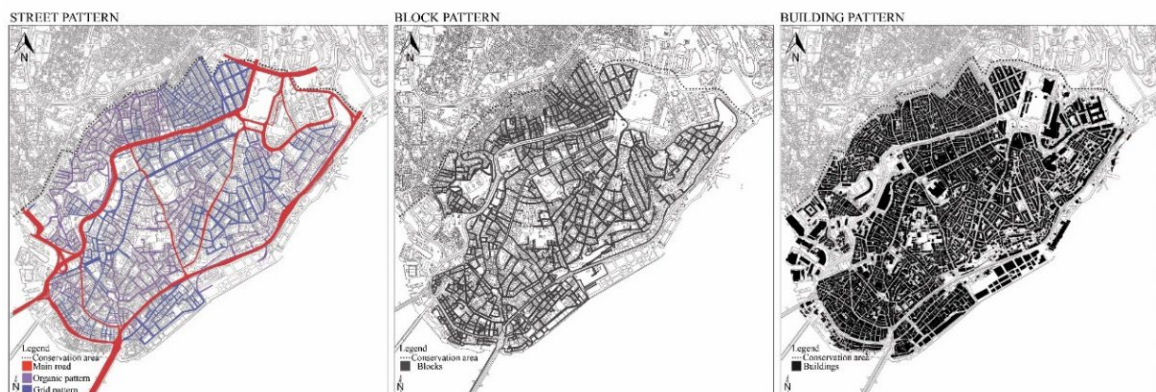 STREET PATTERN
N
Legend
Conservation area
Main road
Organic pattern
Grid pattern
N
BLOCK PATTERN
N
Legend
Conservation area
Blocks
N
BUILDING PATTERN
N
Legend
Conservation area
Buildings
N